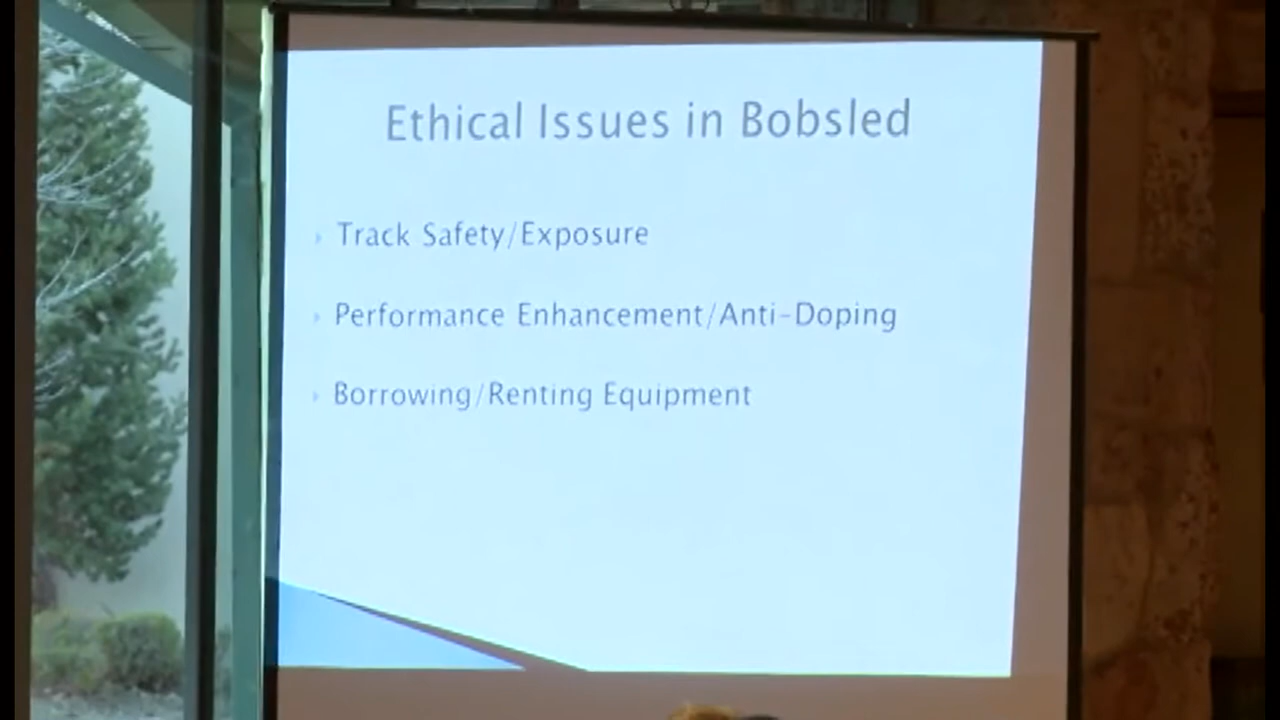 Ethical Issues in Bobsled
Track Safety/Exposure
Performance Enhancement/Anti-Doping
Borrowing/Renting Equipment